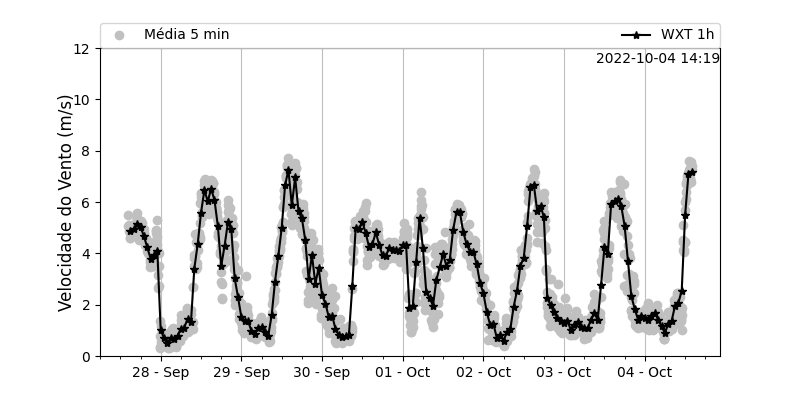 Média 5 min
WXT 1h
2022-10-04 14:19
Velocidade do Vento (m/s)
12
10
8
6
4
2
0
28 - Sep
29 - Sep
30 - Sep
01 - Oct
02 - Oct
03 - Oct
04 - Oct